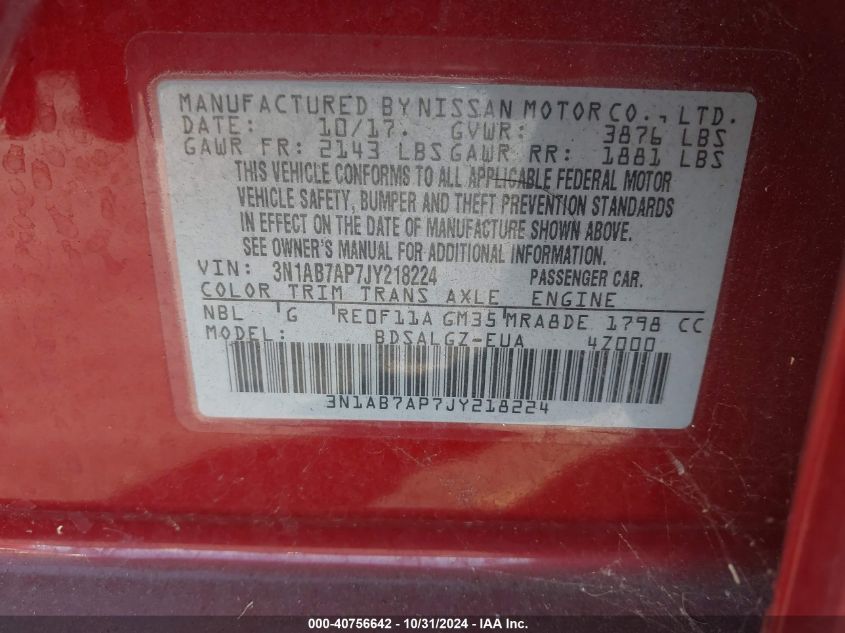 MANUFACTURED BY NISSAN MOTOR CO., LTD.
DATE: 10/17. GVWR: 3876 LBS
GAWR FR: 2143 LBS GAWR RR: 1881 LBS
THIS VEHICLE CONFORMS TO ALL APPLICABLE FEDERAL MOTOR
VEHICLE SAFETY, BUMPER AND THEFT PREVENTION STANDARDS
IN EFFECT ON THE DATE OF MANUFACTURE SHOWN ABOVE.
SEE OWNER'S MANUAL FOR ADDITIONAL INFORMATION.
VIN: 3N1AB7AP7JY218224 PASSENGER CAR.
COLOR TRIM TRANS AXLE ENGINE
NBL G RE0F11A GM35 MRA8DE 1798 CC
MODEL: BDSALGZ-EUA 4Z000
3N1AB7AP7JY218224
000-40756642 - 10/31/2024 - IAA Inc.